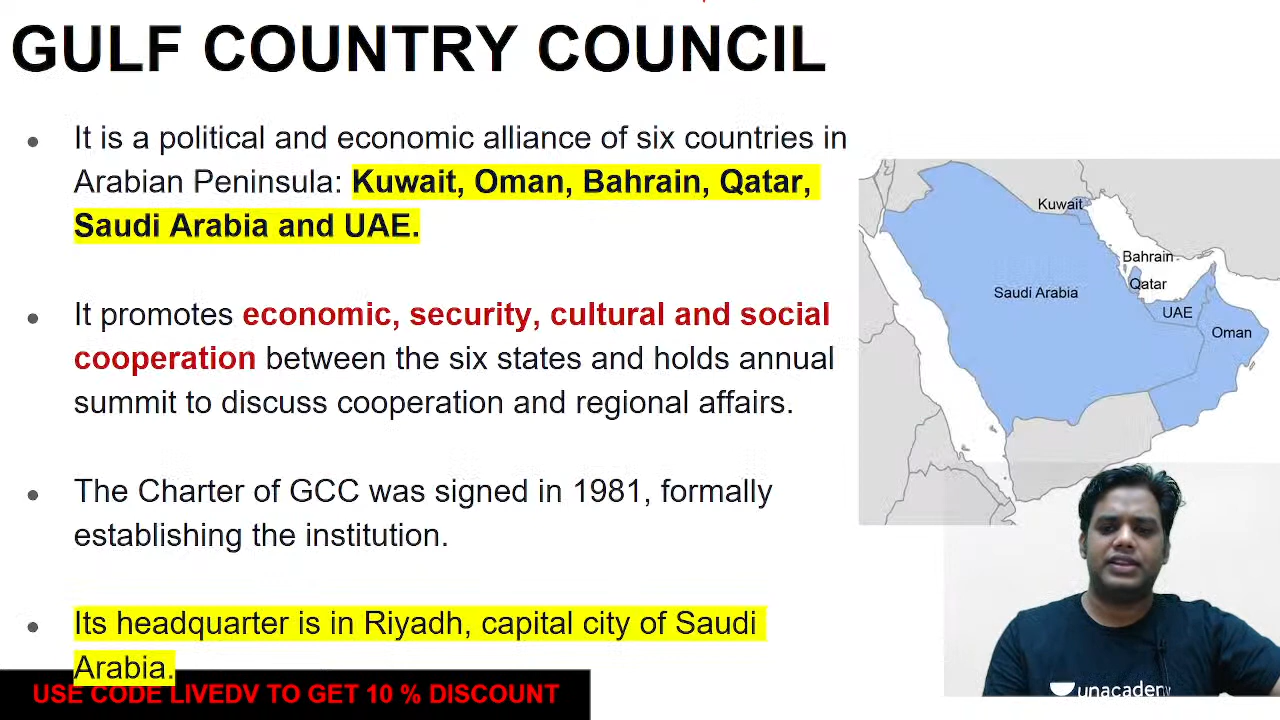 GULF COUNTRY COUNCIL
It is a political and economic alliance of six countries in
Arabian Peninsula: Kuwait, Oman, Bahrain, Qatar,
Saudi Arabia and UAE.
It promotes economic, security, cultural and social
cooperation between the six states and holds annual
summit to discuss cooperation and regional affairs.
The Charter of GCC was signed in 1981, formally
establishing the institution.
Its headquarter is in Riyadh, capital city of Saudi
Arabia.
USE CODE LIVEDV TO GET 10 % DISCOUNT
Kuwait
Bahrain
Qatar
Saudi Arabia
UAE
Oman
unacademy